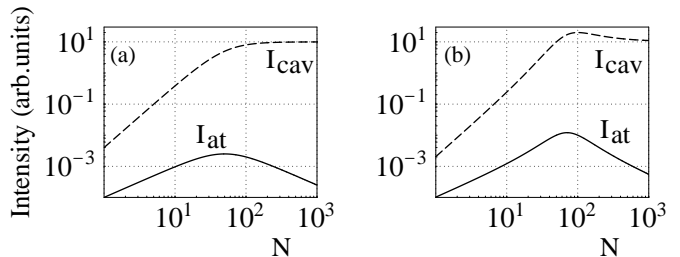 Intensity (arb.units)
10^1
10^-1
10^-3
(a)
I_cav
I_at
10^1 10^2 10^3
N
10^1
10^-1
10^-3
(b)
I_cav
I_at
10^1 10^2 10^3
N